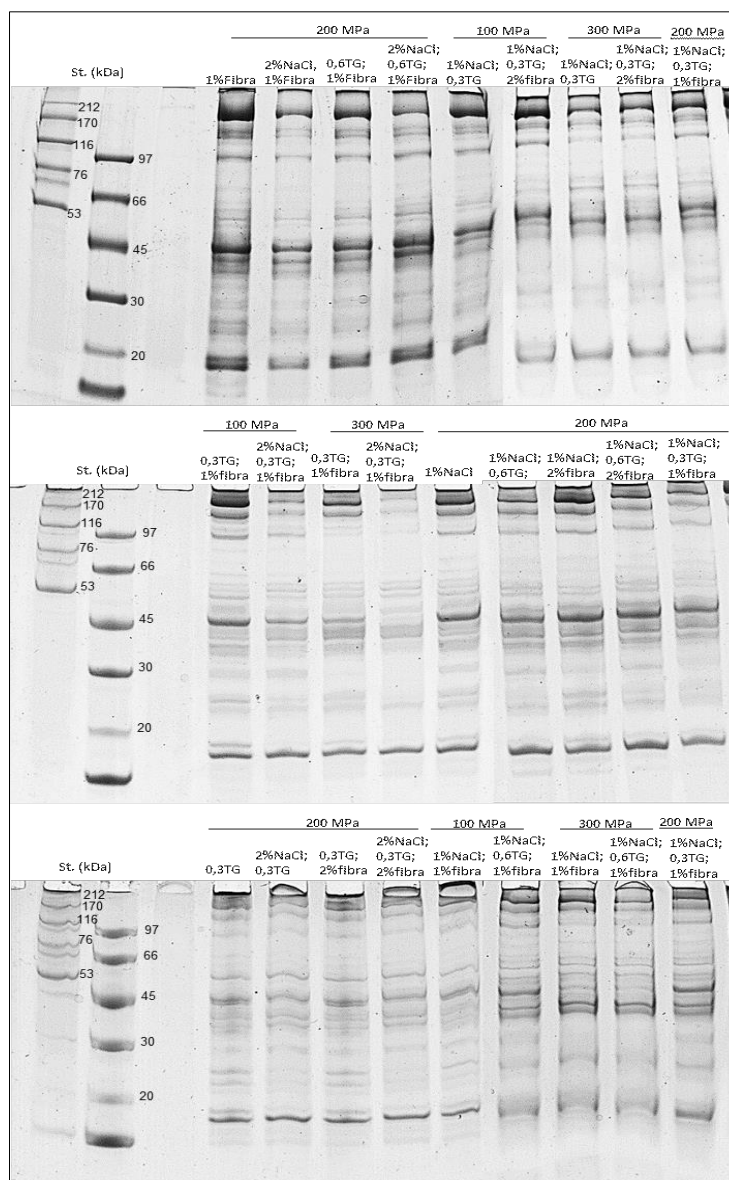 200 MPa 100 MPa 300 MPa 200 MPa
2%NaCl; 1%NaCl; 1%NaCl; 1%NaCl;
2%NaCl; 0,6TG; 0,6TG; 1%NaCl; 0,3TG; 1%NaCl; 0,3TG; 0,3TG;
St. (kDa) 1%Fibra 1%Fibra 1%Fibra 1%Fibra 0,3TG 2%fibra 0,3TG 2%fibra 1%fibra
212
170
116
97
76
66
53
45
30
20
100 MPa 300 MPa 200 MPa
2%NaCl; 2%NaCl; 1%NaCl; 1%NaCl;
0,3TG; 0,3TG; 0,3TG; 0,3TG; 1%NaCl; 1%NaCl; 0,6TG; 0,3TG;
St. (kDa) 1%fibra 1%fibra 1%fibra 1%fibra 1%NaCl 0,6TG; 2%fibra 2%fibra 1%fibra
212
170
116
97
76
66
53
45
30
20
200 MPa 100 MPa 300 MPa 200 MPa
2%NaCl; 1%NaCl; 1%NaCl; 1%NaCl;
2%NaCl; 0,3TG; 0,3TG; 1%NaCl; 0,6TG; 1%NaCl; 0,6TG; 0,3TG;
St. (kDa) 0,3TG 0,3TG 2%fibra 2%fibra 1%fibra 1%fibra 1%fibra 1%fibra 1%fibra
212
170
116
97
76
66
53
45
30
20